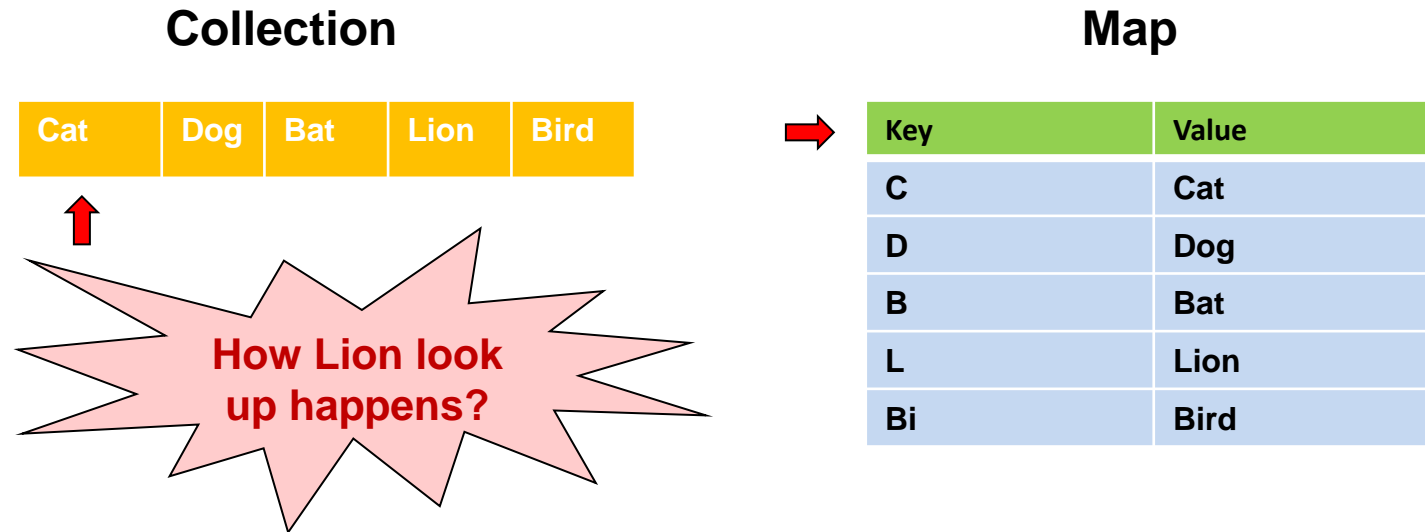 Collection
Map
Cat Dog Bat Lion Bird
Key Value
C Cat
D Dog
B Bat
L Lion
Bi Bird
How Lion look
up happens?